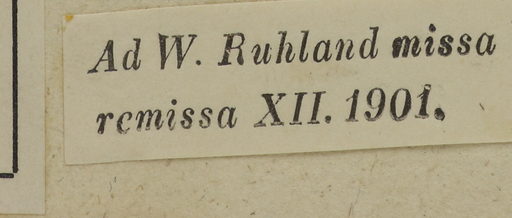 Ad W. Ruhland missa
remissa XII. 1901.